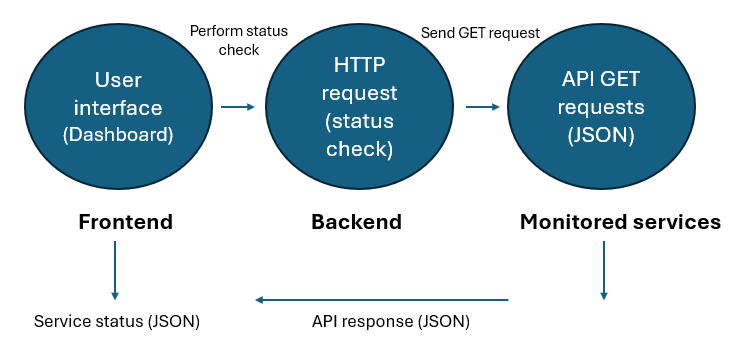 Perform status
check
Send GET request
User
interface
(Dashboard)
HTTP
request
(status
check)
API GET
requests
(JSON)
Frontend
Backend
Monitored services
Service status (JSON)
API response (JSON)